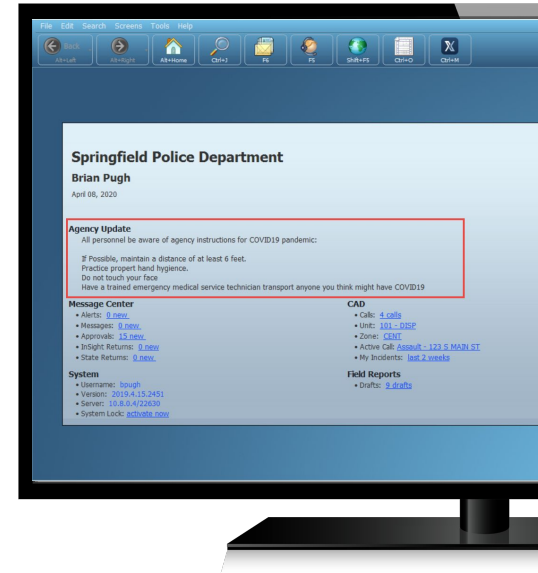 File Edit Search Screens Tools Help
Back
Alt+Left Alt+Right Alt+Home Ctrl+J F6 F5 Shift+F5 Ctrl+O Ctrl+M
Springfield Police Department
Brian Pugh
April 08, 2020
Agency Update
All personnel be aware of agency instructions for COVID19 pandemic:
If Possible, maintain a distance of at least 6 feet.
Practice propert hand hygience.
Do not touch your face
Have a trained emergency medical service technician transport anyone you think might have COVID19
Message Center
• Alerts: 0 new
• Messages: 0 new
• Approvals: 15 new
• InSight Returns: 0 new
• State Returns: 0 new
CAD
• Calls: 4 calls
• Unit: 101 - DISP
• Zone: CENT
• Active Call: Assault - 123 S MAIN ST
• My Incidents: last 2 weeks
System
• Username: bpugh
• Version: 2019.4.15.2451
• Server: 10.8.0.4/22630
• System Lock: activate now
Field Reports
• Drafts: 9 drafts